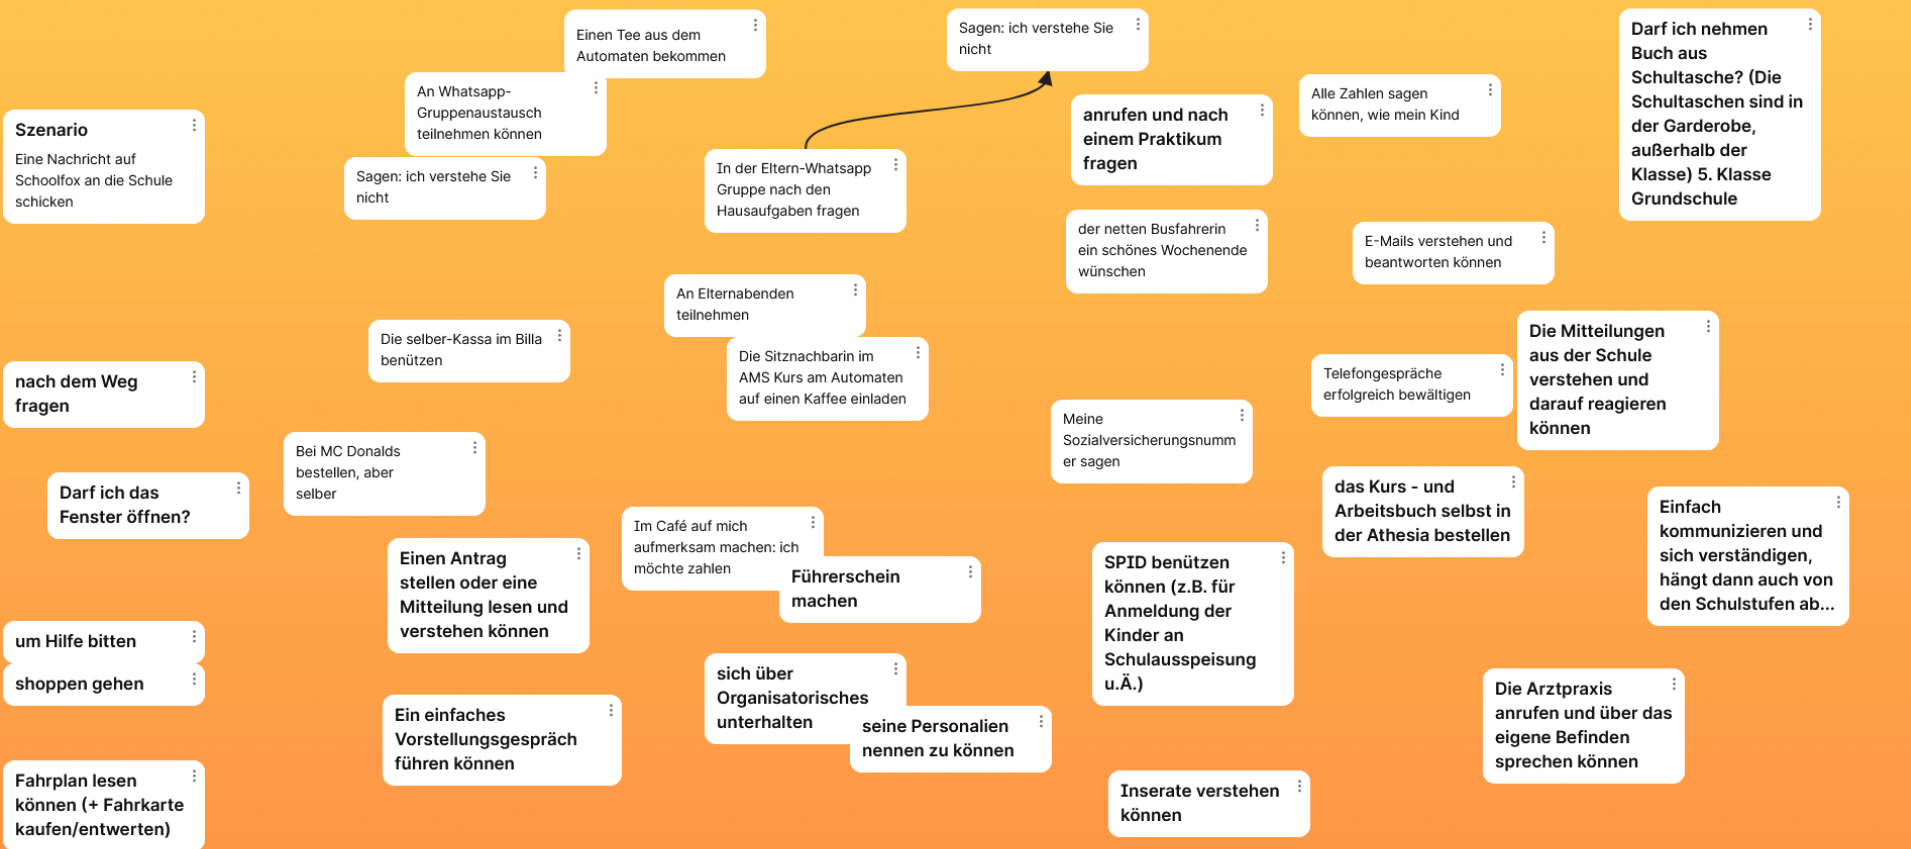 Einen Tee aus dem
Automaten bekommen
Sagen: ich verstehe Sie
nicht
Darf ich nehmen
Buch aus
Schultasche? (Die
Schultaschen sind in
der Garderobe,
außerhalb der
Klasse) 5. Klasse
Grundschule
An Whatsapp-
Gruppenaustausch
teilnehmen können
Alle Zahlen sagen
können, wie mein Kind
anrufen und nach
einem Praktikum
fragen
Szenario
Eine Nachricht auf
Schoolfox an die Schule
schicken
Sagen: ich verstehe Sie
nicht
In der Eltern-Whatsapp
Gruppe nach den
Hausaufgaben fragen
der netten Busfahrerin
ein schönes Wochenende
wünschen
E-Mails verstehen und
beantworten können
An Elternabenden
teilnehmen
Die selber-Kassa im Billa
benützen
Die Sitznachbarin im
AMS Kurs am Automaten
auf einen Kaffee einladen
Die Mitteilungen
aus der Schule
verstehen und
darauf reagieren
können
Telefongespräche
erfolgreich bewältigen
nach dem Weg
fragen
Meine
Sozialversicherungsnumm
er sagen
Bei MC Donalds
bestellen, aber
selber
Darf ich das
Fenster öffnen?
das Kurs - und
Arbeitsbuch selbst in
der Athesia bestellen
Einfach
kommunizieren und
sich verständigen,
hängt dann auch von
den Schulstufen ab...
Im Café auf mich
aufmerksam machen: ich
möchte zahlen
Einen Antrag
stellen oder eine
Mitteilung lesen und
verstehen können
Führerschein
machen
SPID benützen
können (z.B. für
Anmeldung der
Kinder an
Schulausspeisung
u.Ä.)
um Hilfe bitten
shoppen gehen
sich über
Organisatorisches
unterhalten
seine Personalien
nennen zu können
Die Arztpraxis
anrufen und über das
eigene Befinden
sprechen können
Ein einfaches
Vorstellungsgespräch
führen können
Fahrplan lesen
können (+ Fahrkarte
kaufen/entwerten)
Inserate verstehen
können